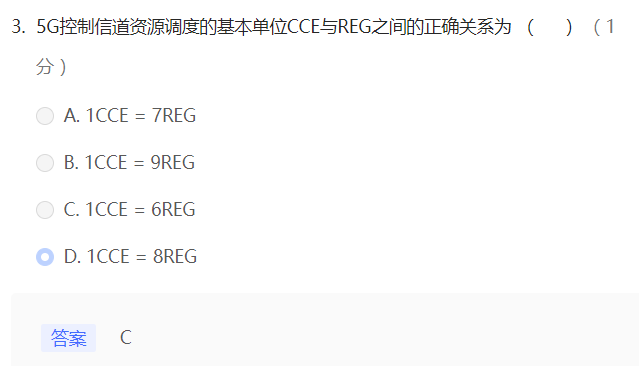 3. 5G控制信道资源调度的基本单位CCE与REG之间的正确关系为 （ ） （ 1
分 ）
A. 1CCE = 7REG
B. 1CCE = 9REG
C. 1CCE = 6REG
D. 1CCE = 8REG
答案 C